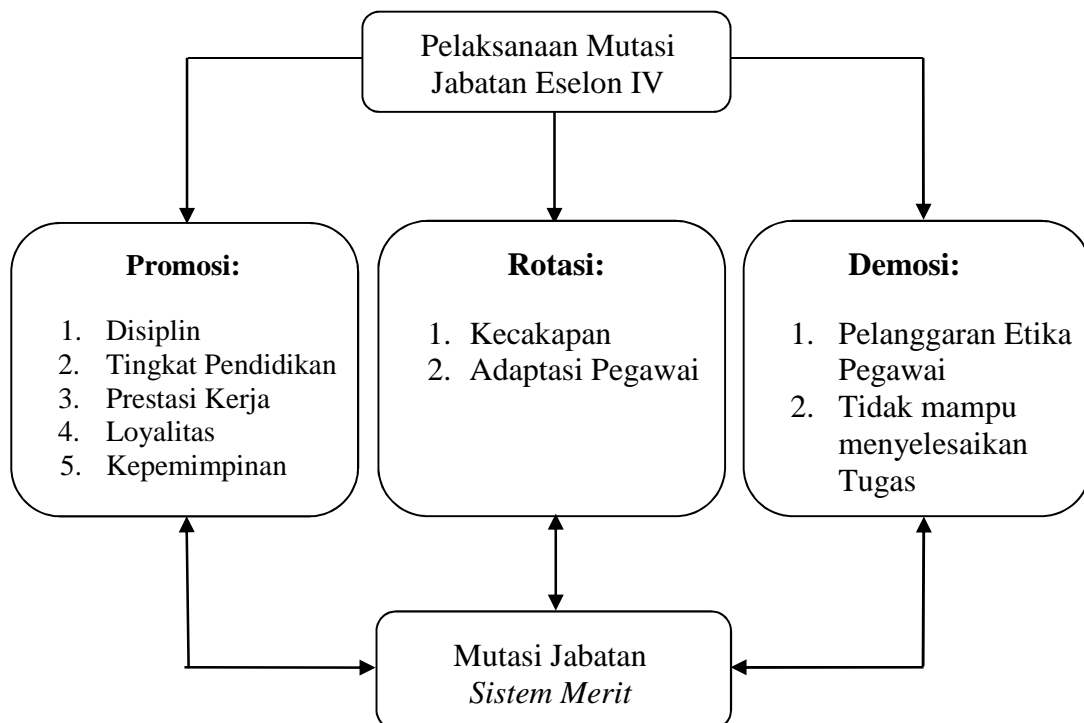 Pelaksanaan Mutasi
Jabatan Eselon IV
Promosi:
1. Disiplin
2. Tingkat Pendidikan
3. Prestasi Kerja
4. Loyalitas
5. Kepemimpinan
Rotasi:
1. Kecakapan
2. Adaptasi Pegawai
Demosi:
1. Pelanggaran Etika
Pegawai
2. Tidak mampu
menyelesaikan
Tugas
Mutasi Jabatan
Sistem Merit